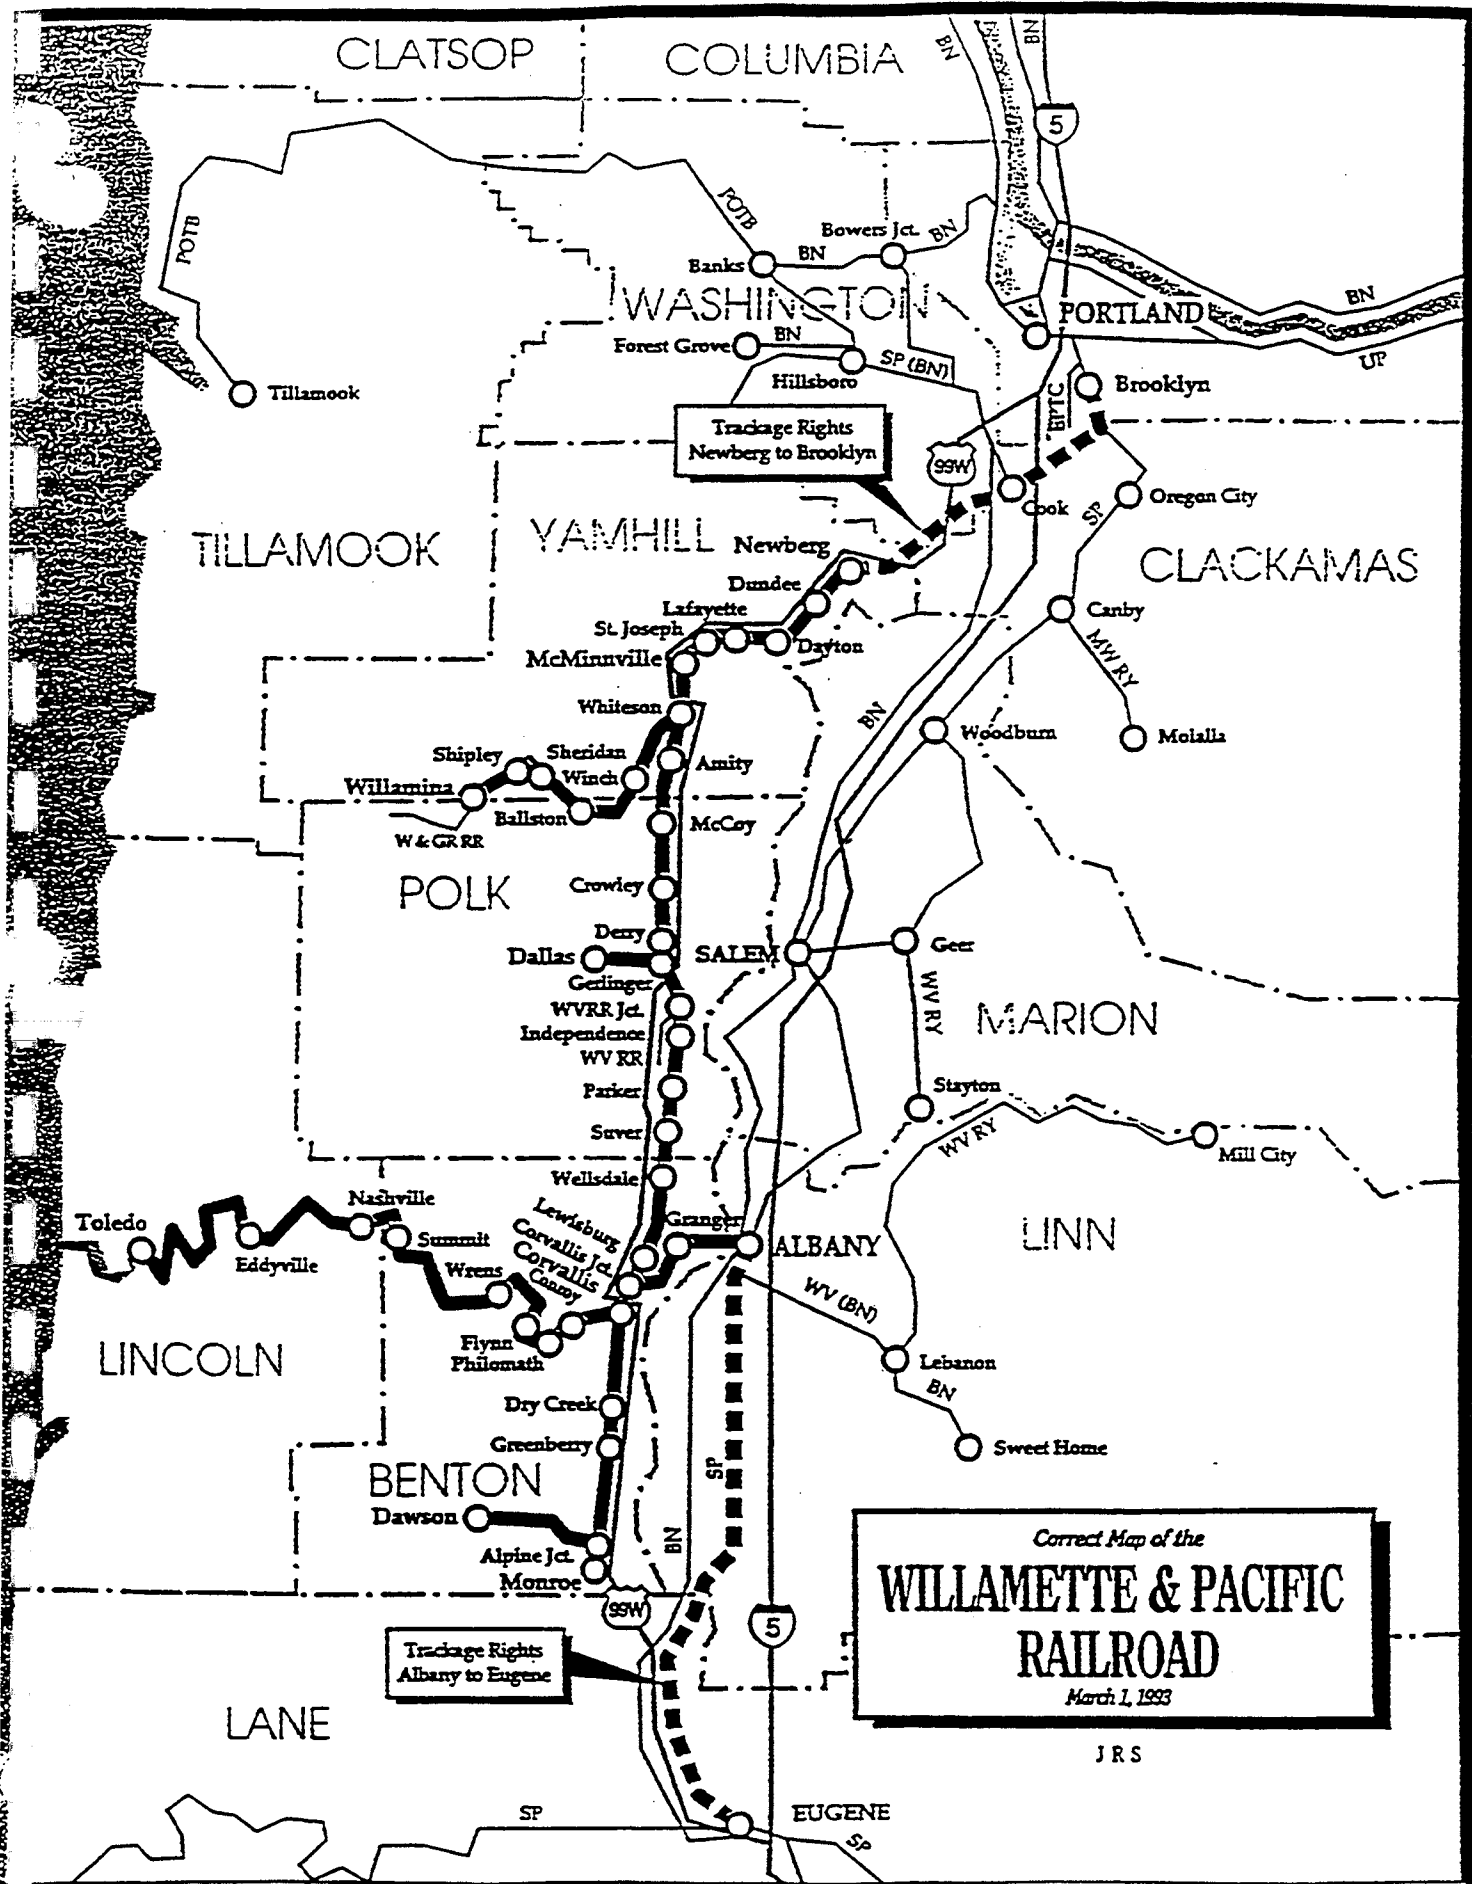 CLATSOP
COLUMBIA
BN
BN
5
POTB
POTB
Bowers Jct.
BN
BN
Banks
WASHINGTON
PORTLAND
BN
UP
Forest Grove
BN
Hillsboro
SP (BN)
Tillamook
BPTC
Brooklyn
Trackage Rights
Newberg to Brooklyn
99W
Cook
SP
Oregon City
TILLAMOOK
YAMHILL
Newberg
CLACKAMAS
Dundee
Lafayette
St. Joseph
Dayton
McMinnville
Canby
MW RY
Whiteson
BN
Woodburn
Molalla
Shipley
Sheridan
Winch
Amity
Willamina
Ballston
McCoy
W & GR RR
POLK
Crowley
Derry
Dallas
SALEM
Geer
Gerlinger
WVRR Jct.
Independence
WV RR
WV RY
MARION
Parker
Stayton
Suver
WV RY
Mill City
Wellsdale
Nashville
Toledo
Summit
Eddyville
Lewisburg
Granger
Corvallis Jct.
Corvallis
Conroy
ALBANY
LINN
Wrens
WV (BN)
Flynn
Philomath
LINCOLN
Lebanon
BN
Dry Creek
Greenberry
Sweet Home
SP
BENTON
Dawson
BN
Alpine Jct.
Monroe
99W
5
Trackage Rights
Albany to Eugene
Correct Map of the
WILLAMETTE & PACIFIC
RAILROAD
March 1, 1993
J R S
LANE
SP
EUGENE
SP